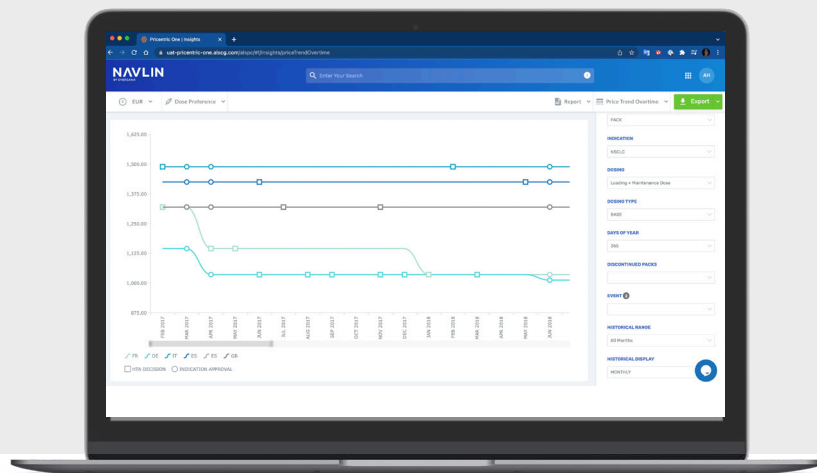 Pricentric One | Insights
uat-pricentric-one.alscg.com/alspc/#!/insights/priceTrendOvertime
NAVLIN
Enter Your Search
AH
EUR
Dose Preference
Report
Price Trend Overtime
Export
1,625.00
1,500.00
1,375.00
1,250.00
1,125.00
1,000.00
875.00
FEB 2017
MAR 2017
APR 2017
MAY 2017
JUN 2017
JUL 2017
AUG 2017
SEP 2017
OCT 2017
NOV 2017
DEC 2017
JAN 2018
FEB 2018
MAR 2018
APR 2018
MAY 2018
JUN 2018
FR DE IT ES ES GB
HTA DECISION INDICATION APPROVAL
PACK
INDICATION
NSCLC
DOSING
Loading + Maintenance Dose
DOSING TYPE
BASE
DAYS OF YEAR
365
DISCONTINUED PACKS
EVENT
HISTORICAL RANGE
All Months
HISTORICAL DISPLAY
MONTHLY